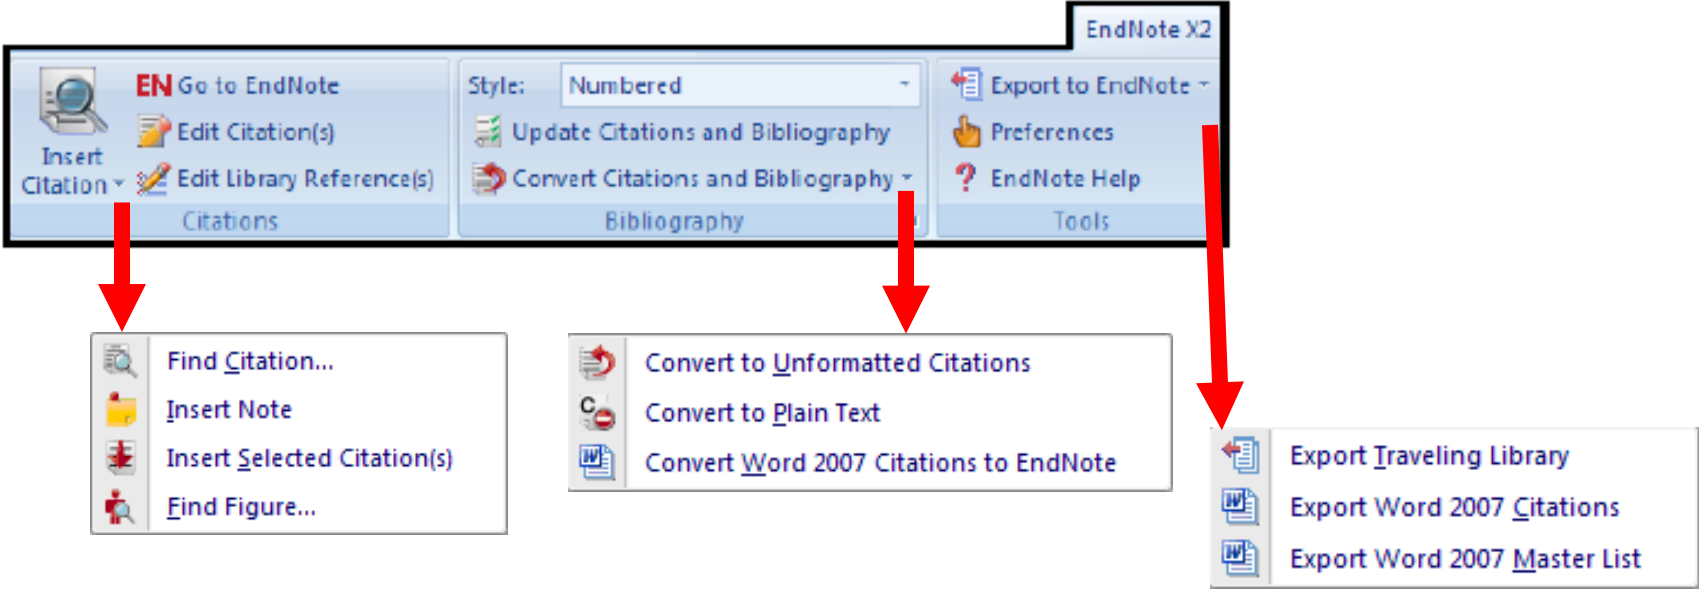 EndNote X2
Insert Citation
EN Go to EndNote
Edit Citation(s)
Edit Library Reference(s)
Citations
Style: Numbered
Update Citations and Bibliography
Convert Citations and Bibliography
Bibliography
Export to EndNote
Preferences
? EndNote Help
Tools
Find Citation...
Insert Note
Insert Selected Citation(s)
Find Figure...
Convert to Unformatted Citations
C Convert to Plain Text
W Convert Word 2007 Citations to EndNote
Export Traveling Library
W Export Word 2007 Citations
W Export Word 2007 Master List